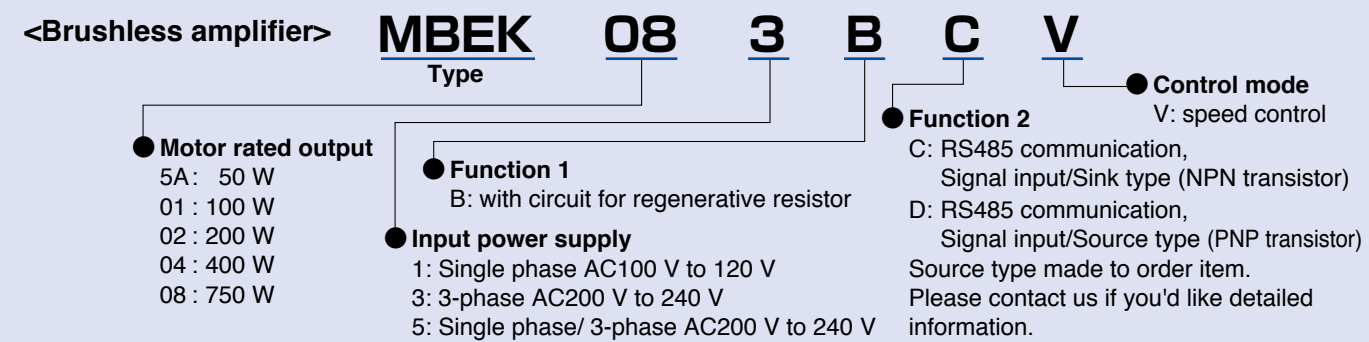 <Brushless amplifier> MBEK 08 3 B C V
Type
Control mode
V: speed control
Function 2
C: RS485 communication,
Signal input/Sink type (NPN transistor)
D: RS485 communication,
Signal input/Source type (PNP transistor)
Source type made to order item.
Please contact us if you'd like detailed
information.
Function 1
B: with circuit for regenerative resistor
Input power supply
1: Single phase AC100 V to 120 V
3: 3-phase AC200 V to 240 V
5: Single phase/ 3-phase AC200 V to 240 V
Motor rated output
5A: 50 W
01 : 100 W
02 : 200 W
04 : 400 W
08 : 750 W